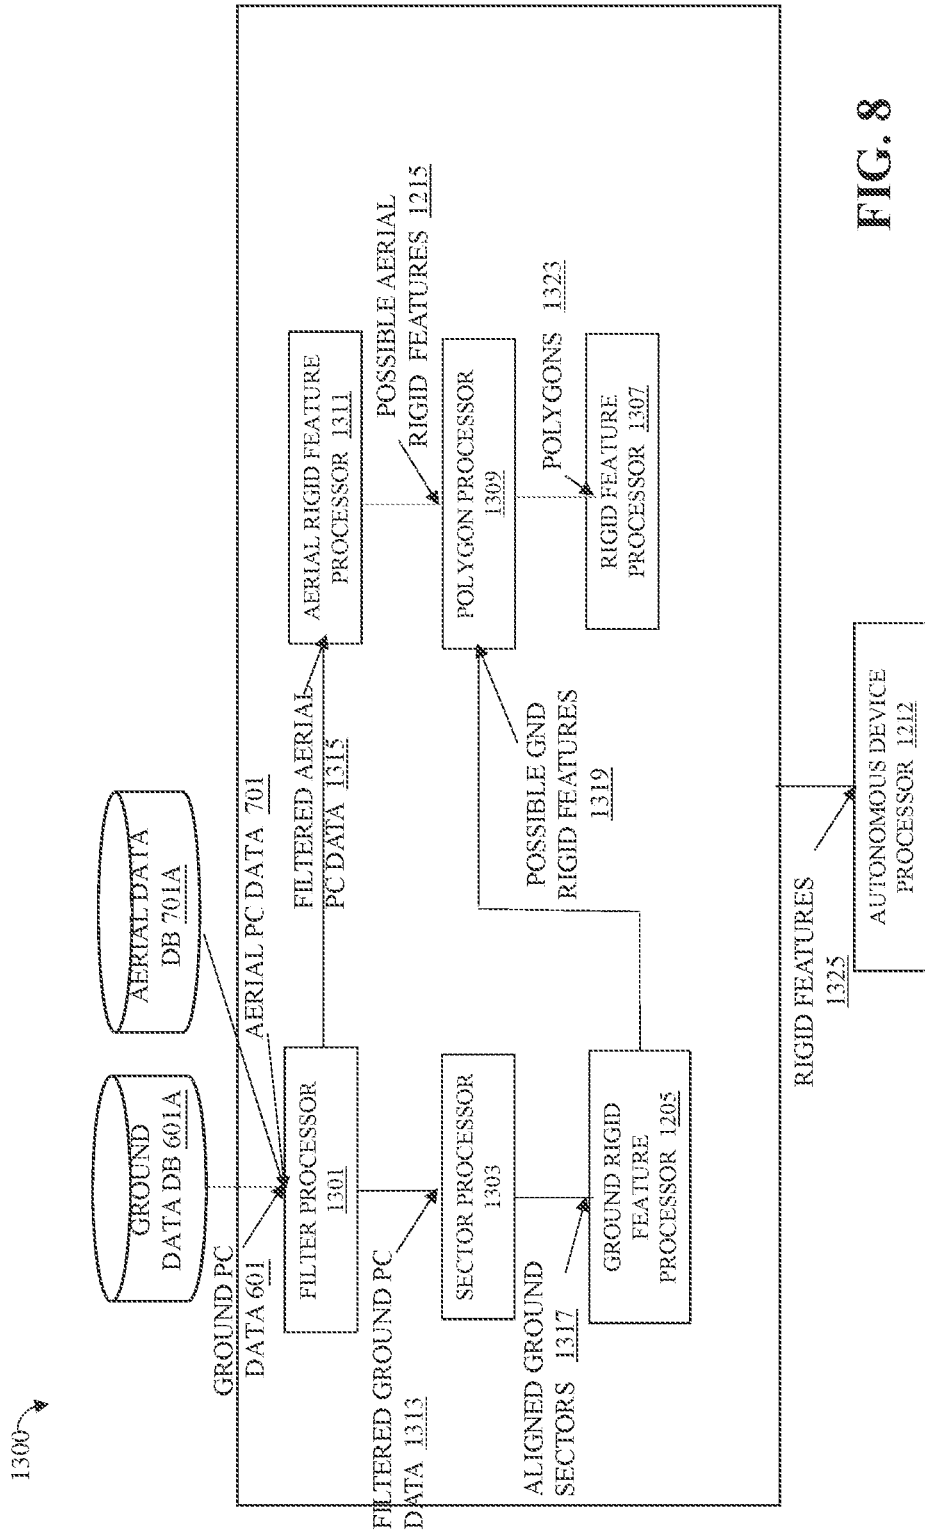 1300
GROUND
DATA DB 601A
AERIAL DATA
DB 701A
GROUND PC
DATA 601
AERIAL PC DATA 701
FILTER PROCESSOR
1301
FILTERED AERIAL
PC DATA 1315
AERIAL RIGID FEATURE
PROCESSOR 1311
FILTERED GROUND PC
DATA 1313
POSSIBLE AERIAL
RIGID FEATURES 1215
SECTOR PROCESSOR
1303
POLYGON PROCESSOR
1309
ALIGNED GROUND
SECTORS 1317
POSSIBLE GND
RIGID FEATURES
1319
POLYGONS 1323
GROUND RIGID
FEATURE
PROCESSOR 1205
RIGID FEATURE
PROCESSOR 1307
RIGID FEATURES
1325
AUTONOMOUS DEVICE
PROCESSOR 1212
FIG. 8